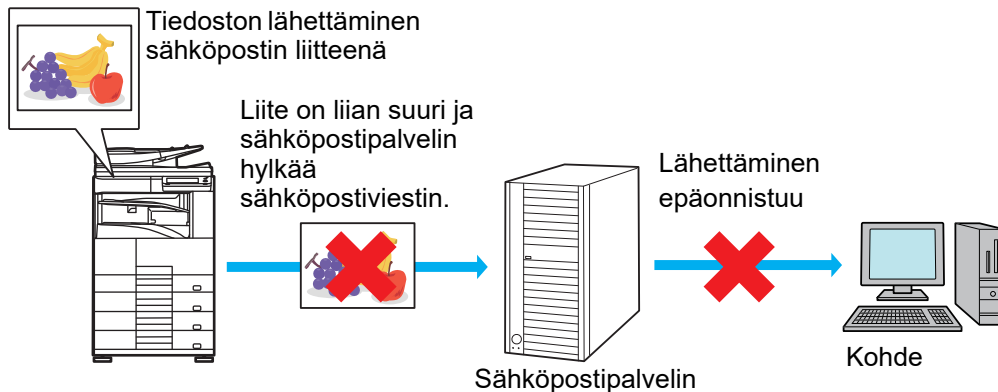 Tiedoston lähettäminen
sähköpostin liitteenä
Liite on liian suuri ja
sähköpostipalvelin
hylkää
sähköpostiviestin.
Lähettäminen
epäonnistuu
Kohde
Sähköpostipalvelin